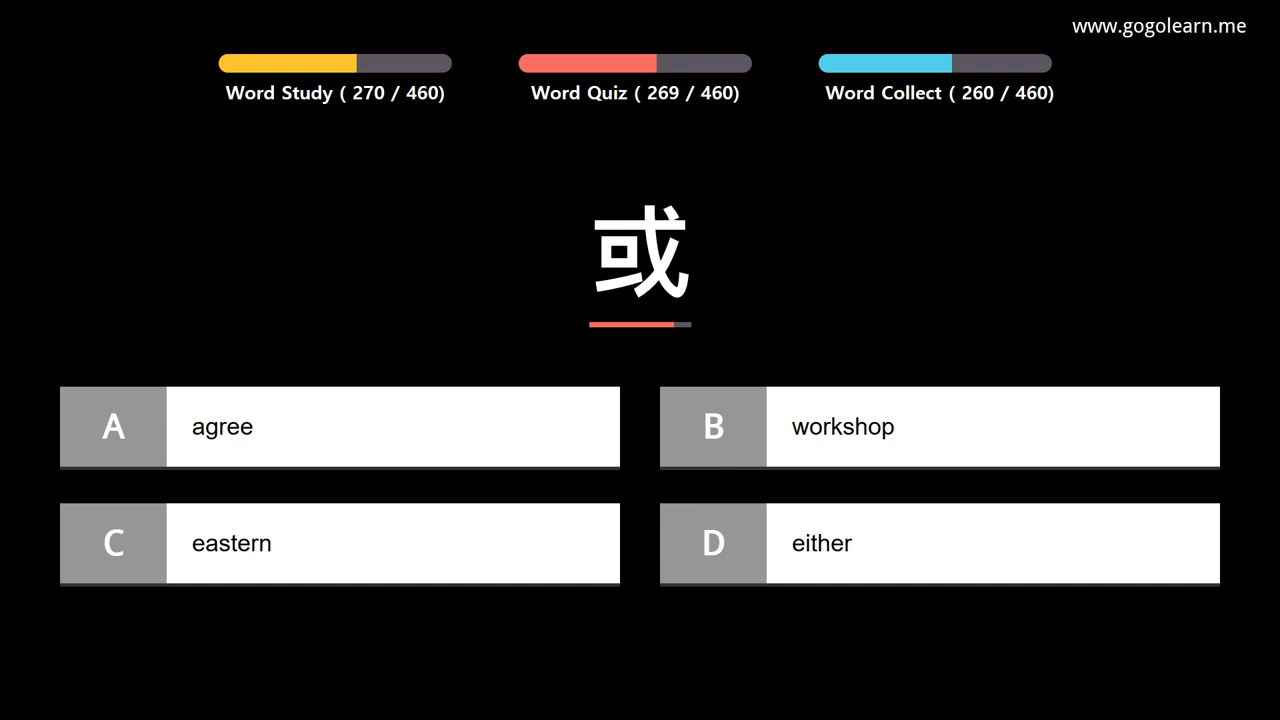 www.gogolearn.me
Word Study ( 270 / 460)
Word Quiz ( 269 / 460)
Word Collect ( 260 / 460)
或
A agree
B workshop
C eastern
D either